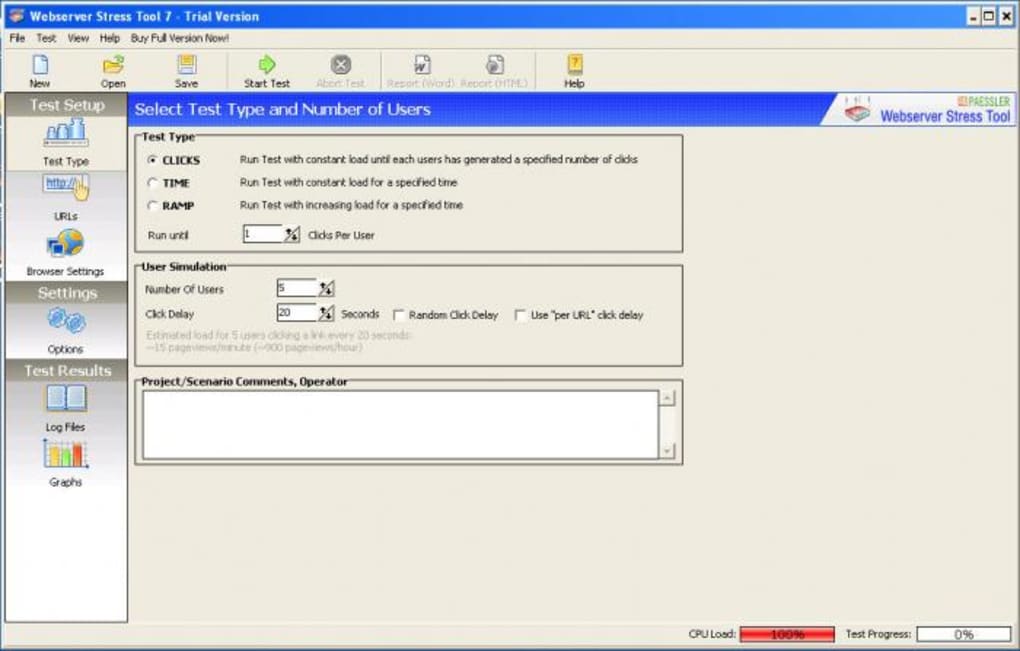 Webserver Stress Tool 7 - Trial Version
File Test View Help Buy Full Version Now!
New Open Save Start Test Abort Test Report (Word) Report (HTML) Help
Test Setup
Select Test Type and Number of Users
PAESSLER
Webserver Stress Tool
Test Type
http://
URLs
Browser Settings
Settings
Options
Test Results
Log Files
Graphs
Test Type
CLICKS Run Test with constant load until each users has generated a specified number of clicks
TIME Run Test with constant load for a specified time
RAMP Run Test with increasing load for a specified time
Run until 1 Clicks Per User
User Simulation
Number Of Users 5
Click Delay 20 Seconds Random Click Delay Use "per URL" click delay
Estimated load for 5 users clicking a link every 20 seconds:
~15 pageviews/minute (~900 pageviews/hour)
Project/Scenario Comments, Operator
CPU Load: 100% Test Progress: 0%